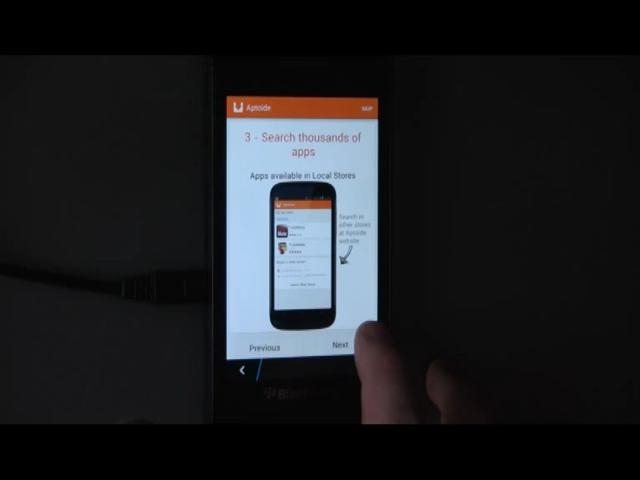 Aptoide
SKIP
3 - Search thousands of
apps
Apps available in Local Stores
Search in
other stores
at Aptoide
website
Previous
Next